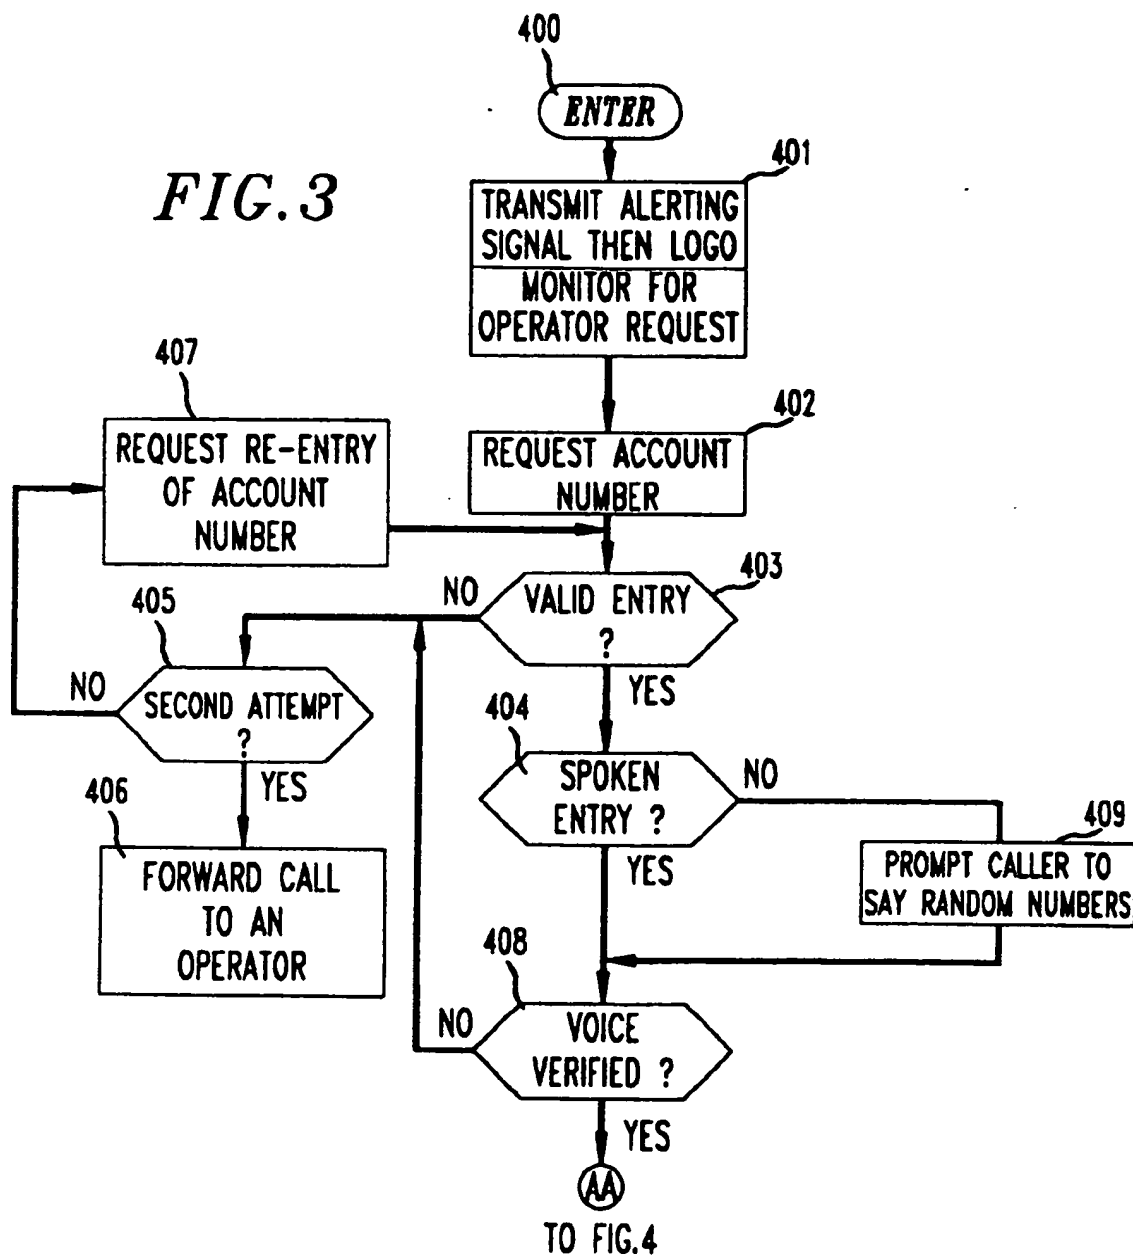 400
ENTER
FIG.3
401
TRANSMIT ALERTING
SIGNAL THEN LOGO
MONITOR FOR
OPERATOR REQUEST
407
REQUEST RE-ENTRY
OF ACCOUNT
NUMBER
402
REQUEST ACCOUNT
NUMBER
403
VALID ENTRY
?
NO
YES
405
SECOND ATTEMPT
?
NO
YES
404
SPOKEN
ENTRY ?
NO
YES
406
FORWARD CALL
TO AN
OPERATOR
409
PROMPT CALLER TO
SAY RANDOM NUMBERS
408
VOICE
VERIFIED ?
NO
YES
AA
TO FIG.4